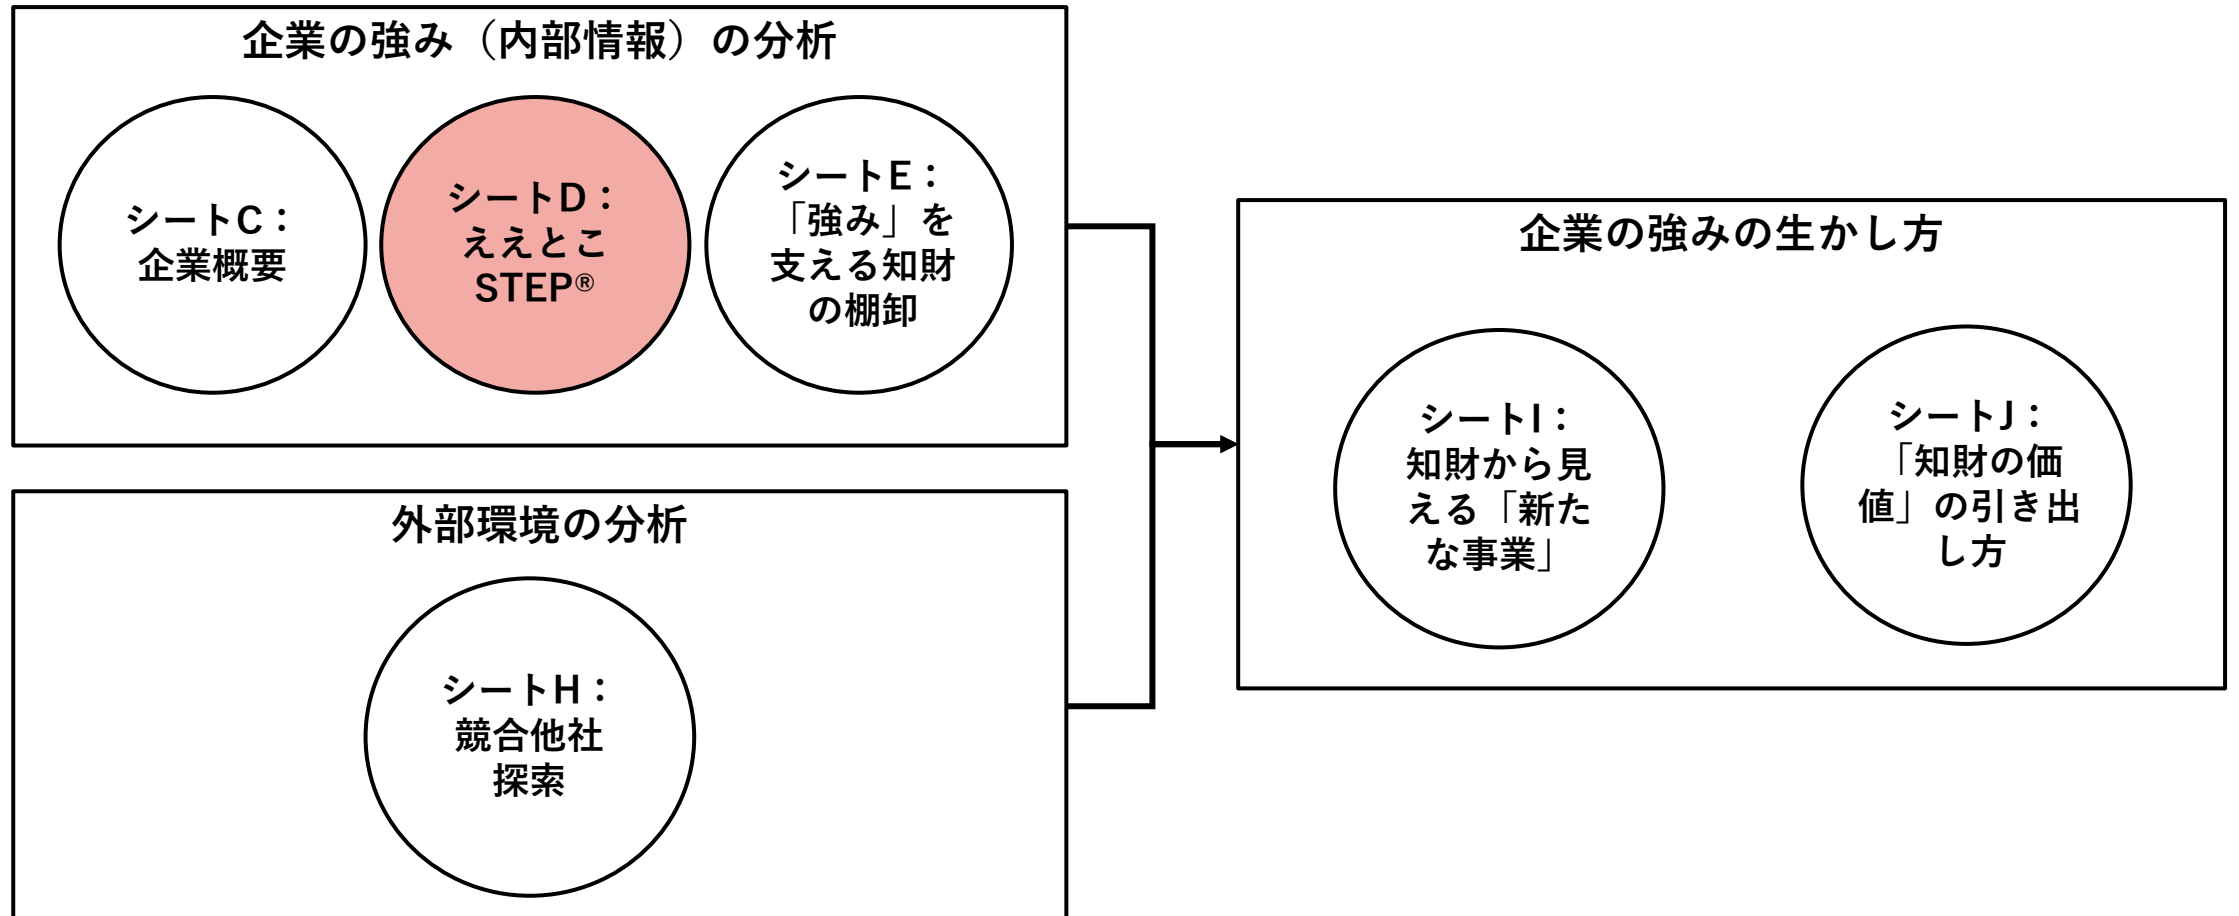 企業の強み（内部情報）の分析
シートC：
企業概要
シートD：
ええとこ
STEP®
シートE：
「強み」を
支える知財
の棚卸
外部環境の分析
シートH：
競合他社
探索
企業の強みの生かし方
シートI：
知財から見
える「新た
な事業」
シートJ：
「知財の価
値」の引き出
し方